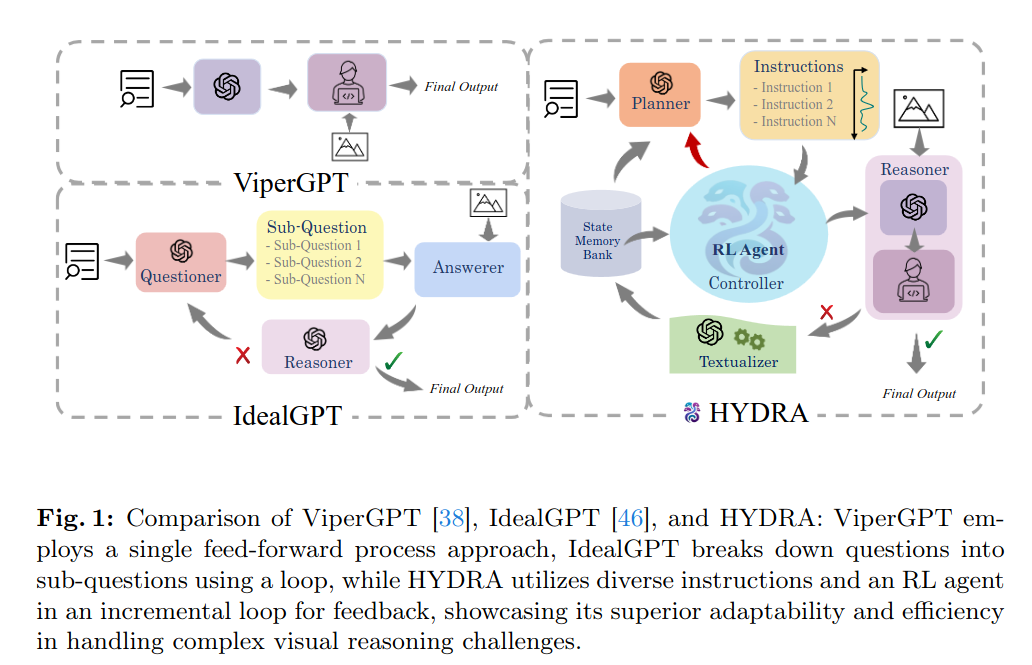 Final Output
ViperGPT
Questioner
Sub-Question
- Sub-Question 1
- Sub-Question 2
- Sub-Question N
Answerer
Reasoner
Final Output
IdealGPT
Planner
Instructions
- Instruction 1
- Instruction 2
- Instruction N
Reasoner
State
Memory
Bank
RL Agent
Controller
Textualizer
Final Output
HYDRA
Fig. 1: Comparison of ViperGPT [38], IdealGPT [46], and HYDRA: ViperGPT em-
ploys a single feed-forward process approach, IdealGPT breaks down questions into
sub-questions using a loop, while HYDRA utilizes diverse instructions and an RL agent
in an incremental loop for feedback, showcasing its superior adaptability and efficiency
in handling complex visual reasoning challenges.